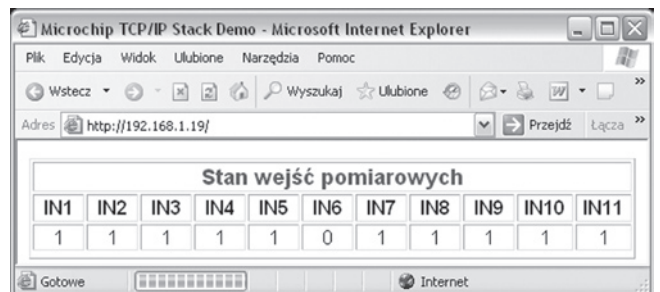 Microchip TCP/IP Stack Demo - Microsoft Internet Explorer
Plik Edycja Widok Ulubione Narzędzia Pomoc
Wstecz Wyszukaj Ulubione W »
Adres http://192.168.1.19/ Przejdź Łącza »
Stan wejść pomiarowych
IN1 IN2 IN3 IN4 IN5 IN6 IN7 IN8 IN9 IN10 IN11
1 1 1 1 1 0 1 1 1 1 1
Gotowe Internet